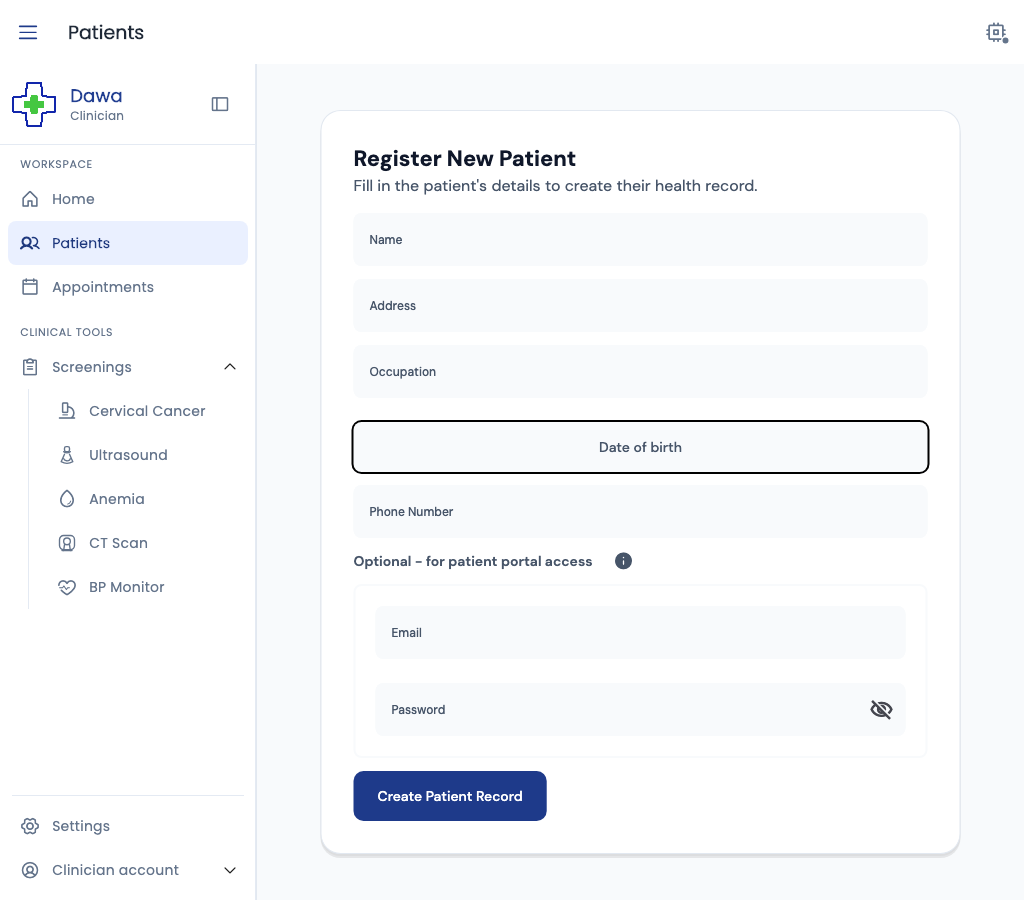 Patients
Dawa
Clinician
WORKSPACE
Home
Patients
Appointments
CLINICAL TOOLS
Screenings
Cervical Cancer
Ultrasound
Anemia
CT Scan
BP Monitor
Settings
Clinician account
Register New Patient
Fill in the patient's details to create their health record.
Name
Address
Occupation
Date of birth
Phone Number
Optional - for patient portal access
Email
Password
Create Patient Record